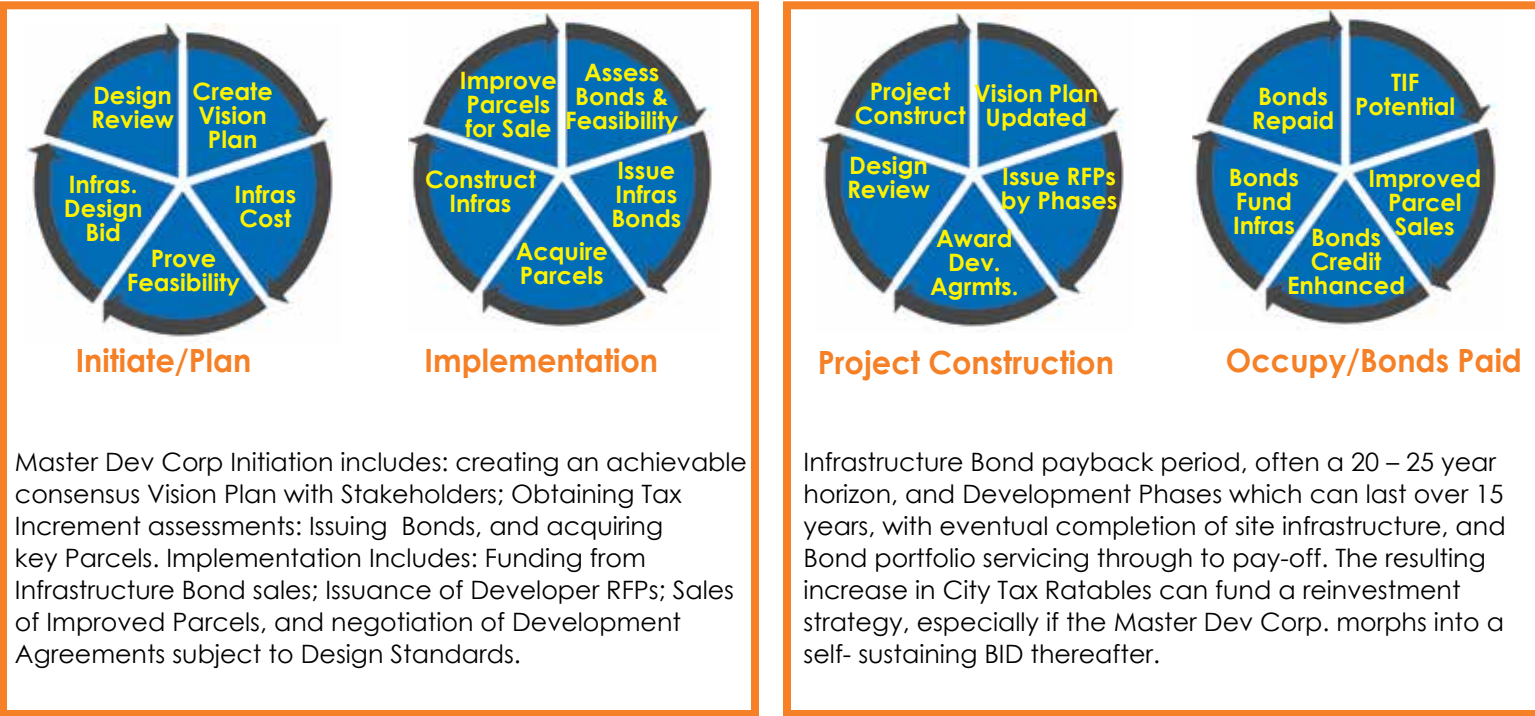 Design
Review
Create
Vision
Plan
Infras
Cost
Prove
Feasibility
Infras.
Design
Bid
Initiate/Plan
Improve
Parcels
for Sale
Assess
Bonds &
Feasibility
Issue
Infras
Bonds
Acquire
Parcels
Construct
Infras
Implementation
Master Dev Corp Initiation includes: creating an achievable
consensus Vision Plan with Stakeholders; Obtaining Tax
Increment assessments: Issuing  Bonds, and acquiring
key Parcels. Implementation Includes: Funding from
Infrastructure Bond sales; Issuance of Developer RFPs; Sales
of Improved Parcels, and negotiation of Development
Agreements subject to Design Standards.
Project
Construct
Vision Plan
Updated
Issue RFPs
by Phases
Award
Dev.
Agrmts.
Design
Review
Project Construction
Bonds
Repaid
TIF
Potential
Improved
Parcel
Sales
Bonds
Credit
Enhanced
Bonds
Fund
Infras
Occupy/Bonds Paid
Infrastructure Bond payback period, often a 20 – 25 year
horizon, and Development Phases which can last over 15
years, with eventual completion of site infrastructure, and
Bond portfolio servicing through to pay-off. The resulting
increase in City Tax Ratables can fund a reinvestment
strategy, especially if the Master Dev Corp. morphs into a
self- sustaining BID thereafter.